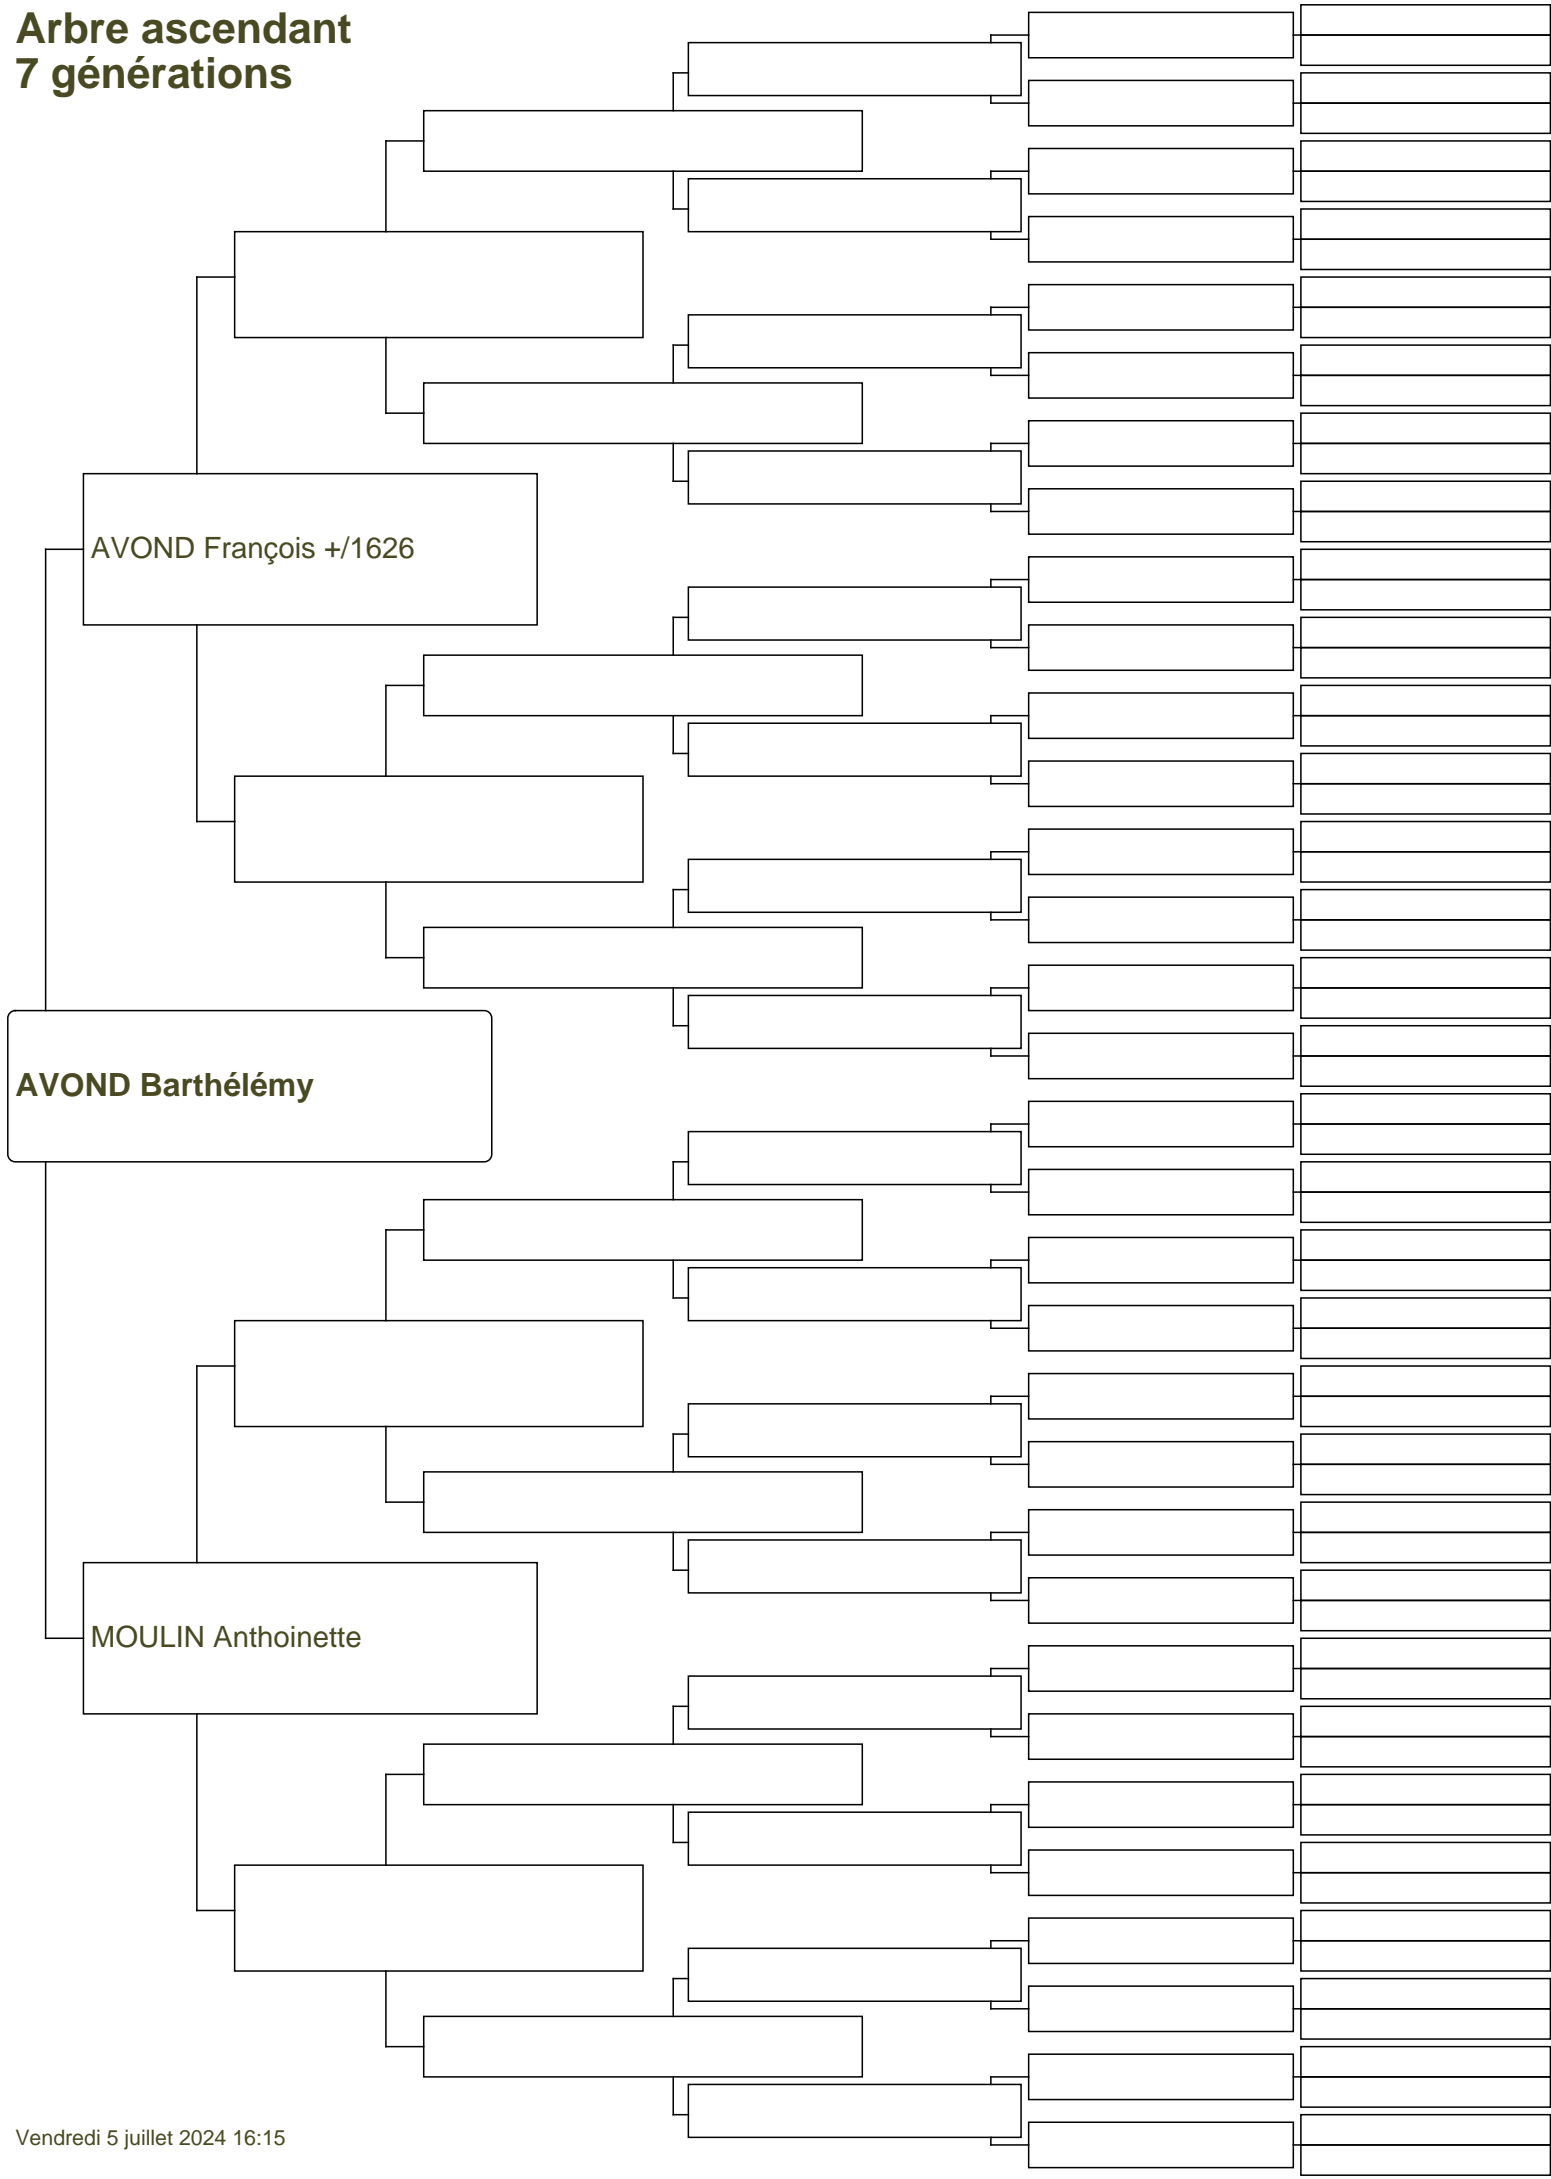 Arbre ascendant
7 générations
AVOND François +/1626
AVOND Barthélémy
MOULIN Anthoinette
Vendredi 5 juillet 2024 16:15